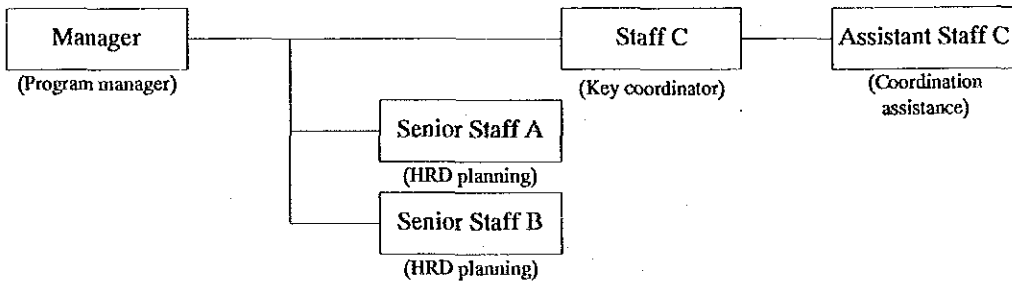 Manager
(Program manager)
Staff C
(Key coordinator)
Assistant Staff C
(Coordination
assistance)
Senior Staff A
(HRD planning)
Senior Staff B
(HRD planning)